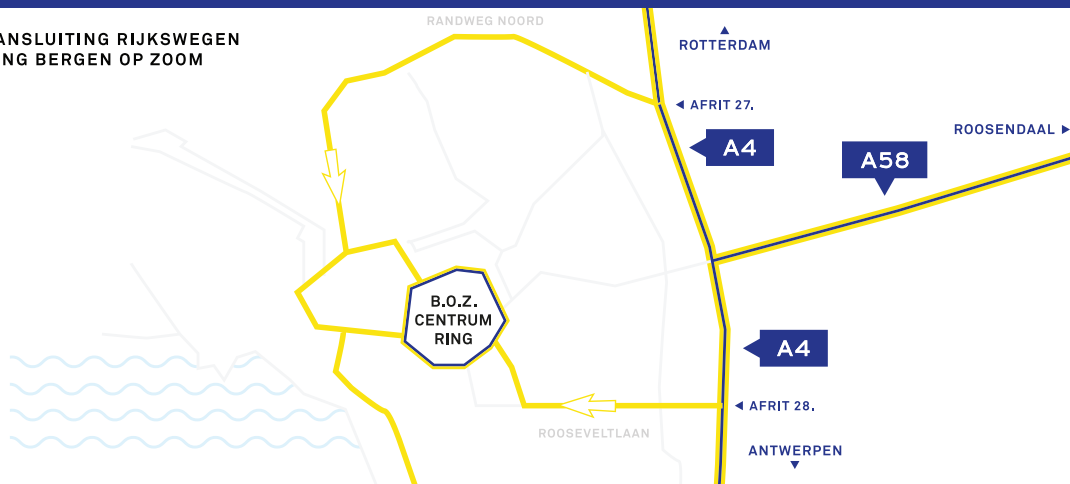 ANSLUITING RIJKSWEGEN
NG BERGEN OP ZOOM
RANDWEG NOORD
ROTTERDAM
AFRIT 27.
A4
ROOSENDAAL
A58
B.O.Z.
CENTRUM
RING
A4
AFRIT 28.
ROOSEVELTLAAN
ANTWERPEN